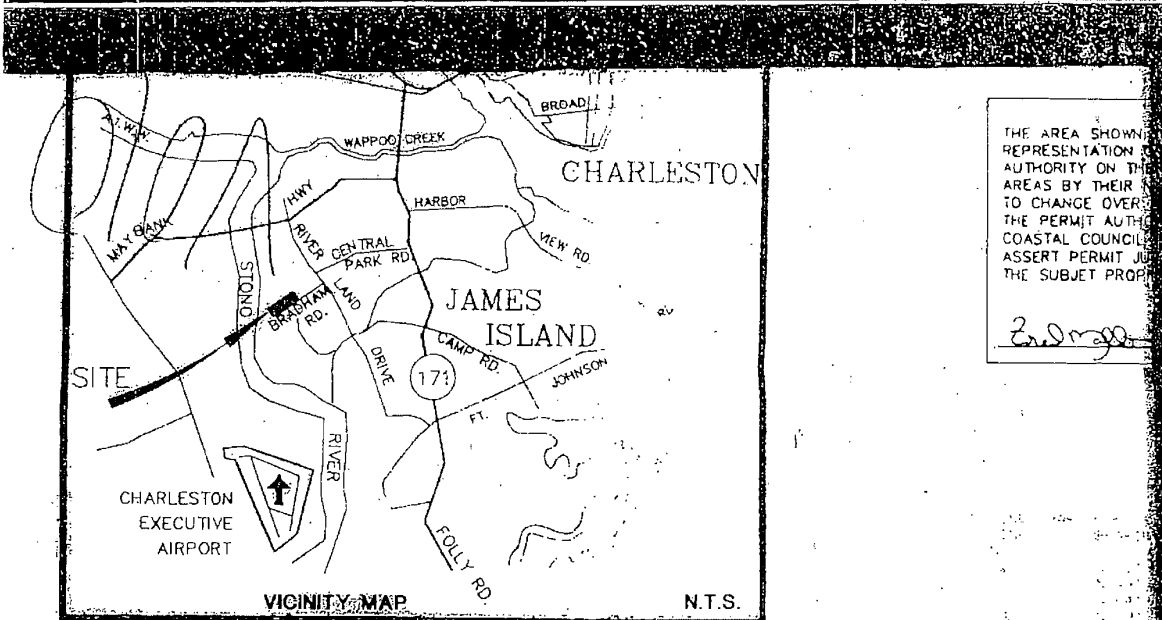 BROAD
A.I.W.W.
WAPPOO CREEK
CHARLESTON
HWY
HARBOR
VIEW RD.
MAYBANK
RIVER
LAND
DRIVE
CENTRAL
PARK RD.
STONO
RIVER
BRADHAM
RD.
JAMES
ISLAND
CAMP RD.
SITE
171
FT.
JOHNSON
CHARLESTON
EXECUTIVE
AIRPORT
FOLLY RD.
VICINITY MAP
N.T.S.
THE AREA SHOWN
REPRESENTATION
AUTHORITY ON TH
AREAS BY THEIR
TO CHANGE OVER
THE PERMIT AUTH
COASTAL COUNCIL
ASSERT PERMIT JU
THE SUBJET PROP